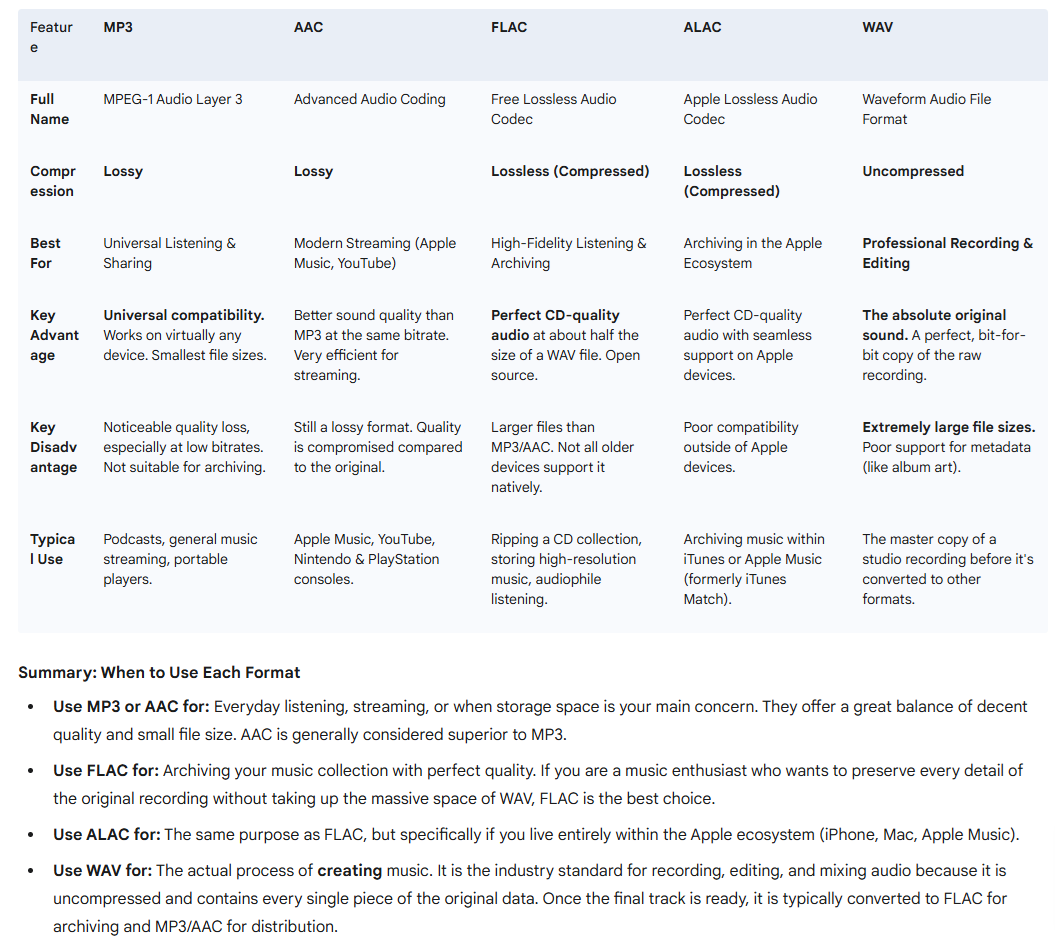 Featur
e
MP3
AAC
FLAC
ALAC
WAV
Full
Name
MPEG-1 Audio Layer 3
Advanced Audio Coding
Free Lossless Audio
Codec
Apple Lossless Audio
Codec
Waveform Audio File
Format
Compr
ession
Lossy
Lossy
Lossless (Compressed)
Lossless
(Compressed)
Uncompressed
Best
For
Universal Listening &
Sharing
Modern Streaming (Apple
Music, YouTube)
High-Fidelity Listening &
Archiving
Archiving in the Apple
Ecosystem
Professional Recording &
Editing
Key
Advant
age
Universal compatibility.
Works on virtually any
device. Smallest file sizes.
Better sound quality than
MP3 at the same bitrate.
Very efficient for
streaming.
Perfect CD-quality
audio at about half the
size of a WAV file. Open
source.
Perfect CD-quality
audio with seamless
support on Apple
devices.
The absolute original
sound. A perfect, bit-for-
bit copy of the raw
recording.
Key
Disadv
antage
Noticeable quality loss,
especially at low bitrates.
Not suitable for archiving.
Still a lossy format. Quality
is compromised compared
to the original.
Larger files than
MP3/AAC. Not all older
devices support it
natively.
Poor compatibility
outside of Apple
devices.
Extremely large file sizes.
Poor support for metadata
(like album art).
Typica
l Use
Podcasts, general music
streaming, portable
players.
Apple Music, YouTube,
Nintendo & PlayStation
consoles.
Ripping a CD collection,
storing high-resolution
music, audiophile
listening.
Archiving music within
iTunes or Apple Music
(formerly iTunes
Match).
The master copy of a
studio recording before it's
converted to other
formats.
Summary: When to Use Each Format
• Use MP3 or AAC for: Everyday listening, streaming, or when storage space is your main concern. They offer a great balance of decent
quality and small file size. AAC is generally considered superior to MP3.
• Use FLAC for: Archiving your music collection with perfect quality. If you are a music enthusiast who wants to preserve every detail of
the original recording without taking up the massive space of WAV, FLAC is the best choice.
• Use ALAC for: The same purpose as FLAC, but specifically if you live entirely within the Apple ecosystem (iPhone, Mac, Apple Music).
• Use WAV for: The actual process of creating music. It is the industry standard for recording, editing, and mixing audio because it is
uncompressed and contains every single piece of the original data. Once the final track is ready, it is typically converted to FLAC for
archiving and MP3/AAC for distribution.